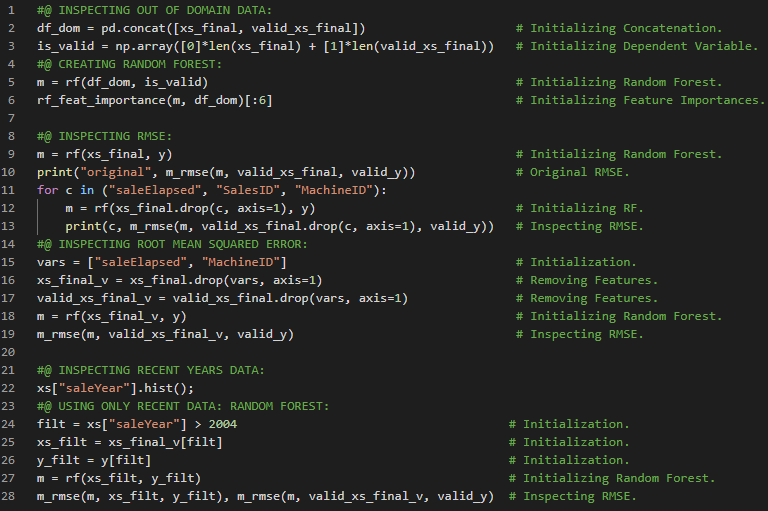 1 #@ INSPECTING OUT OF DOMAIN DATA:
2 df_dom = pd.concat([xs_final, valid_xs_final]) # Initializing Concatenation.
3 is_valid = np.array([0]*len(xs_final) + [1]*len(valid_xs_final)) # Initializing Dependent Variable.
4 #@ CREATING RANDOM FOREST:
5 m = rf(df_dom, is_valid) # Initializing Random Forest.
6 rf_feat_importance(m, df_dom)[:6] # Initializing Feature Importances.
7
8 #@ INSPECTING RMSE:
9 m = rf(xs_final, y) # Initializing Random Forest.
10 print("original", m_rmse(m, valid_xs_final, valid_y)) # Original RMSE.
11 for c in ("saleElapsed", "SalesID", "MachineID"):
12     m = rf(xs_final.drop(c, axis=1), y) # Initializing RF.
13     print(c, m_rmse(m, valid_xs_final.drop(c, axis=1), valid_y)) # Inspecting RMSE.
14 #@ INSPECTING ROOT MEAN SQUARED ERROR:
15 vars = ["saleElapsed", "MachineID"] # Initialization.
16 xs_final_v = xs_final.drop(vars, axis=1) # Removing Features.
17 valid_xs_final_v = valid_xs_final.drop(vars, axis=1) # Removing Features.
18 m = rf(xs_final_v, y) # Initializing Random Forest.
19 m_rmse(m, valid_xs_final_v, valid_y) # Inspecting RMSE.
20
21 #@ INSPECTING RECENT YEARS DATA:
22 xs["saleYear"].hist();
23 #@ USING ONLY RECENT DATA: RANDOM FOREST:
24 filt = xs["saleYear"] > 2004 # Initialization.
25 xs_filt = xs_final_v[filt] # Initialization.
26 y_filt = y[filt] # Initialization.
27 m = rf(xs_filt, y_filt) # Initializing Random Forest.
28 m_rmse(m, xs_filt, y_filt), m_rmse(m, valid_xs_final_v, valid_y) # Inspecting RMSE.